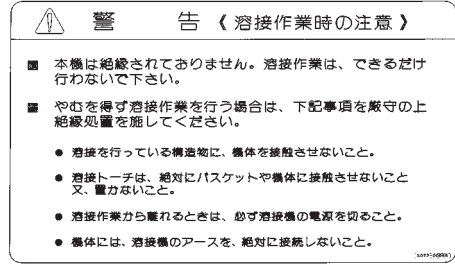 警 告《溶接作業時の注意》
本機は絶縁されておりません。溶接作業は、できるだけ
行わないで下さい。
やむを得ず溶接作業を行う場合は、下記事項を厳守の上
絶縁処置を施してください。
● 溶接を行っている構造物に、機体を接触させないこと。
● 溶接トーチは、絶対にバスケットや機体に接触させないこと
又、置かないこと。
● 溶接作業から離れるときは、必ず溶接機の電源を切ること。
● 機体には、溶接機のアースを、絶対に接続しないこと。